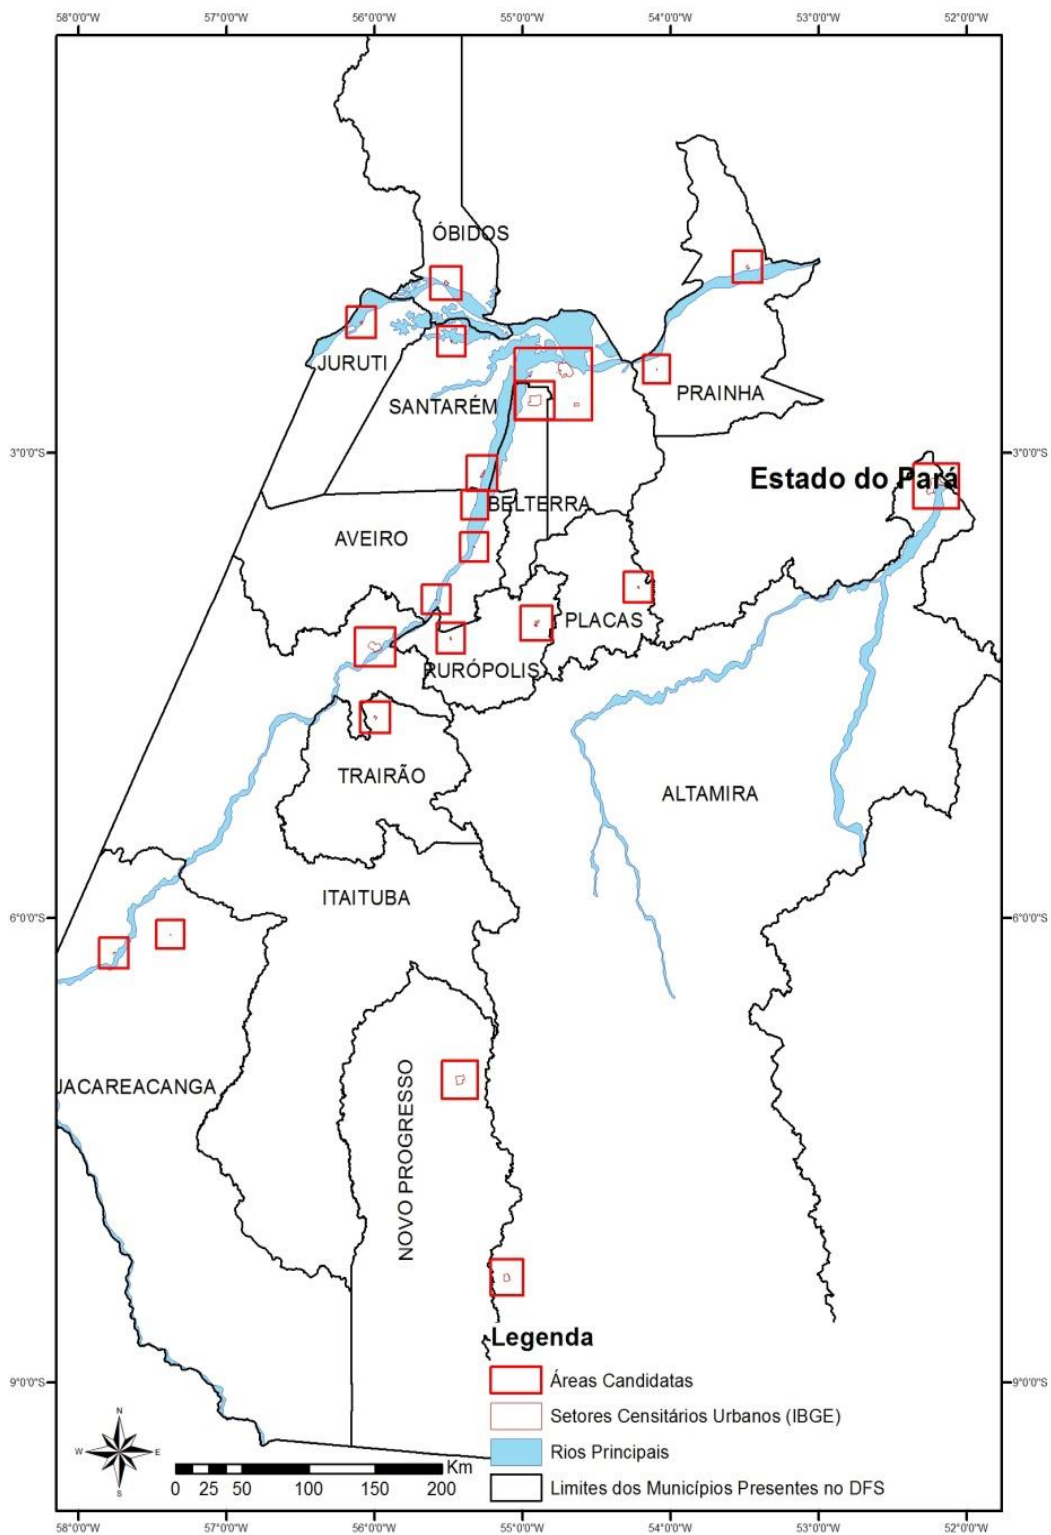 58°0'0"W 57°0'0"W 56°0'0"W 55°0'0"W 54°0'0"W 53°0'0"W 52°0'0"W
ÓBIDOS
JURUTI
PRAINHA
SANTARÉM
3°0'0"S 3°0'0"S
Estado do Pará
BELTERRA
AVEIRO
PLACAS
RURÓPOLIS
TRAIRÃO
ALTAMIRA
ITAITUBA
6°0'0"S 6°0'0"S
JACAREACANGA
NOVO PROGRESSO
Legenda
Áreas Candidatas
9°0'0"S 9°0'0"S
Setores Censitários Urbanos (IBGE)
N
W E
S
Rios Principais
Km
0 25 50 100 150 200
Limites dos Municípios Presentes no DFS
58°0'0"W 57°0'0"W 56°0'0"W 55°0'0"W 54°0'0"W 53°0'0"W 52°0'0"W